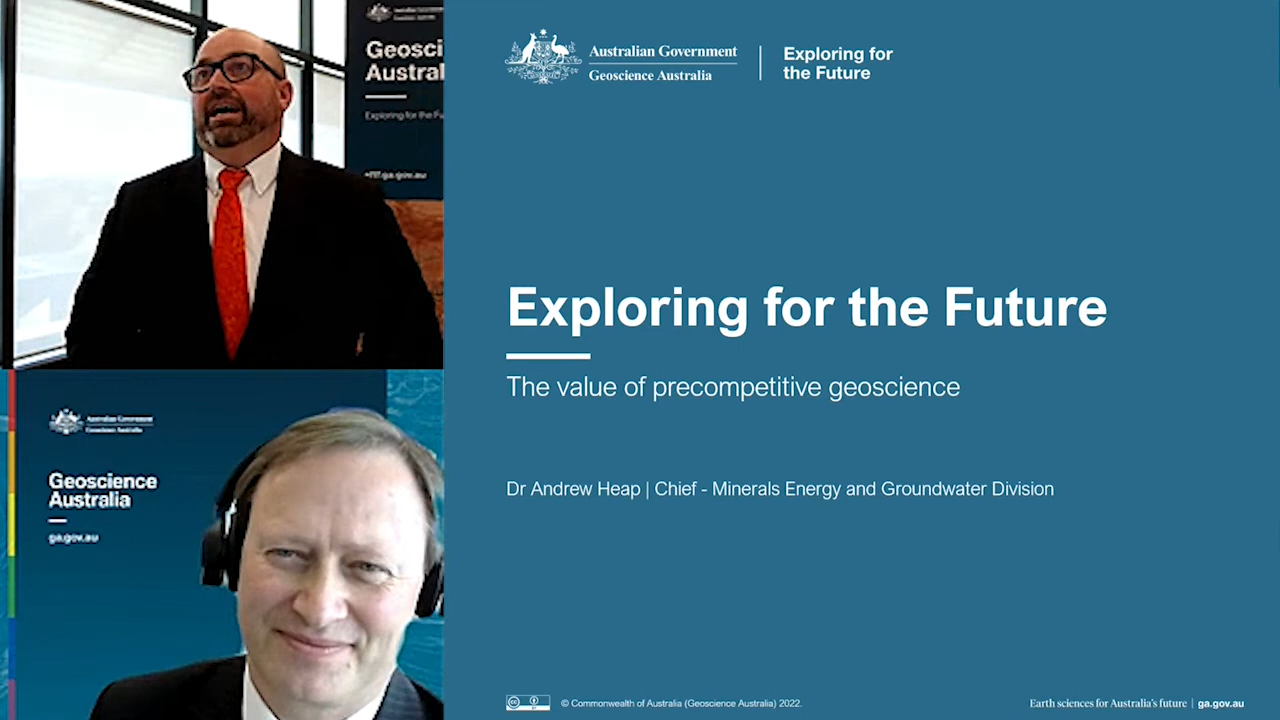 Geosci
Austral
Exploring for the Fu
ga.gov.au
Australian Government
Geoscience Australia
Geoscience
Australia
ga.gov.au
Australian Government
Geoscience Australia
Exploring for
the Future
Exploring for the Future
The value of precompetitive geoscience
Dr Andrew Heap | Chief - Minerals Energy and Groundwater Division
© Commonwealth of Australia (Geoscience Australia) 2022.
Earth sciences for Australia's future | ga.gov.au